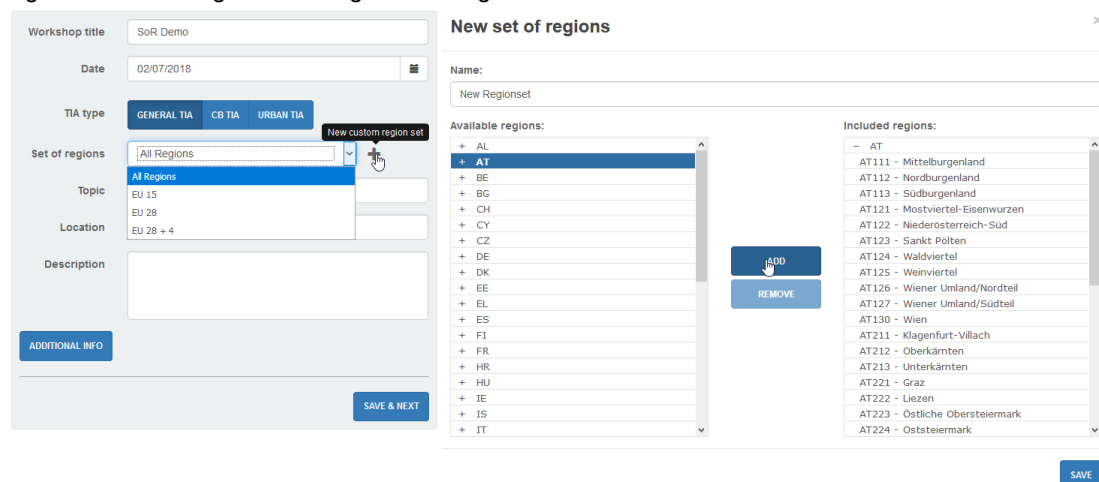 Workshop title
SoR Demo
Date
02/07/2018
TIA type
GENERAL TIA
CB TIA
URBAN TIA
New custom region set
Set of regions
All Regions
All Regions
EU 15
EU 28
EU 28 + 4
Topic
Location
Description
ADDITIONAL INFO
SAVE & NEXT
New set of regions
×
Name:
New Regionset
Available regions:
+ AL
+ AT
+ BE
+ BG
+ CH
+ CY
+ CZ
+ DE
+ DK
+ EE
+ EL
+ ES
+ FI
+ FR
+ HR
+ HU
+ IE
+ IS
+ IT
ADD
REMOVE
Included regions:
− AT
AT111 - Mittelburgenland
AT112 - Nordburgenland
AT113 - Südburgenland
AT121 - Mostviertel-Eisenwurzen
AT122 - Niederösterreich-Süd
AT123 - Sankt Pölten
AT124 - Waldviertel
AT125 - Weinviertel
AT126 - Wiener Umland/Nordteil
AT127 - Wiener Umland/Südteil
AT130 - Wien
AT211 - Klagenfurt-Villach
AT212 - Oberkärnten
AT213 - Unterkärnten
AT221 - Graz
AT222 - Liezen
AT223 - Östliche Obersteiermark
AT224 - Oststeiermark
SAVE